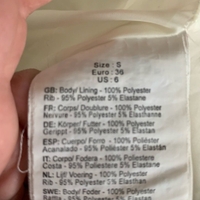 Size : S
Euro : 36
US : 6
GB: Body/ Lining - 100% Polyester
Rib - 95% Polyester 5% Elastane
FR: Corps/ Doublure - 100% Polyester
Nervure - 95% Polyester 5% Elasthanne
DE: Körper/ Futter - 100% Polyester
Gerippt - 95% Polyester 5% Elasthan
ESP: Cuerpo/ Forro - 100% Poliéster
Acanalado - 95% Poliéster 5% Elastano
IT: Corpo/ Fodera - 100% Poliestere
Costa - 95% Poliestere 5% Elastane
NL: Lijf/ Voering - 100% Polyester
Rib - 95% Polyester 5% Elastaan
SWE: Body/ Foder - 100% Polyester